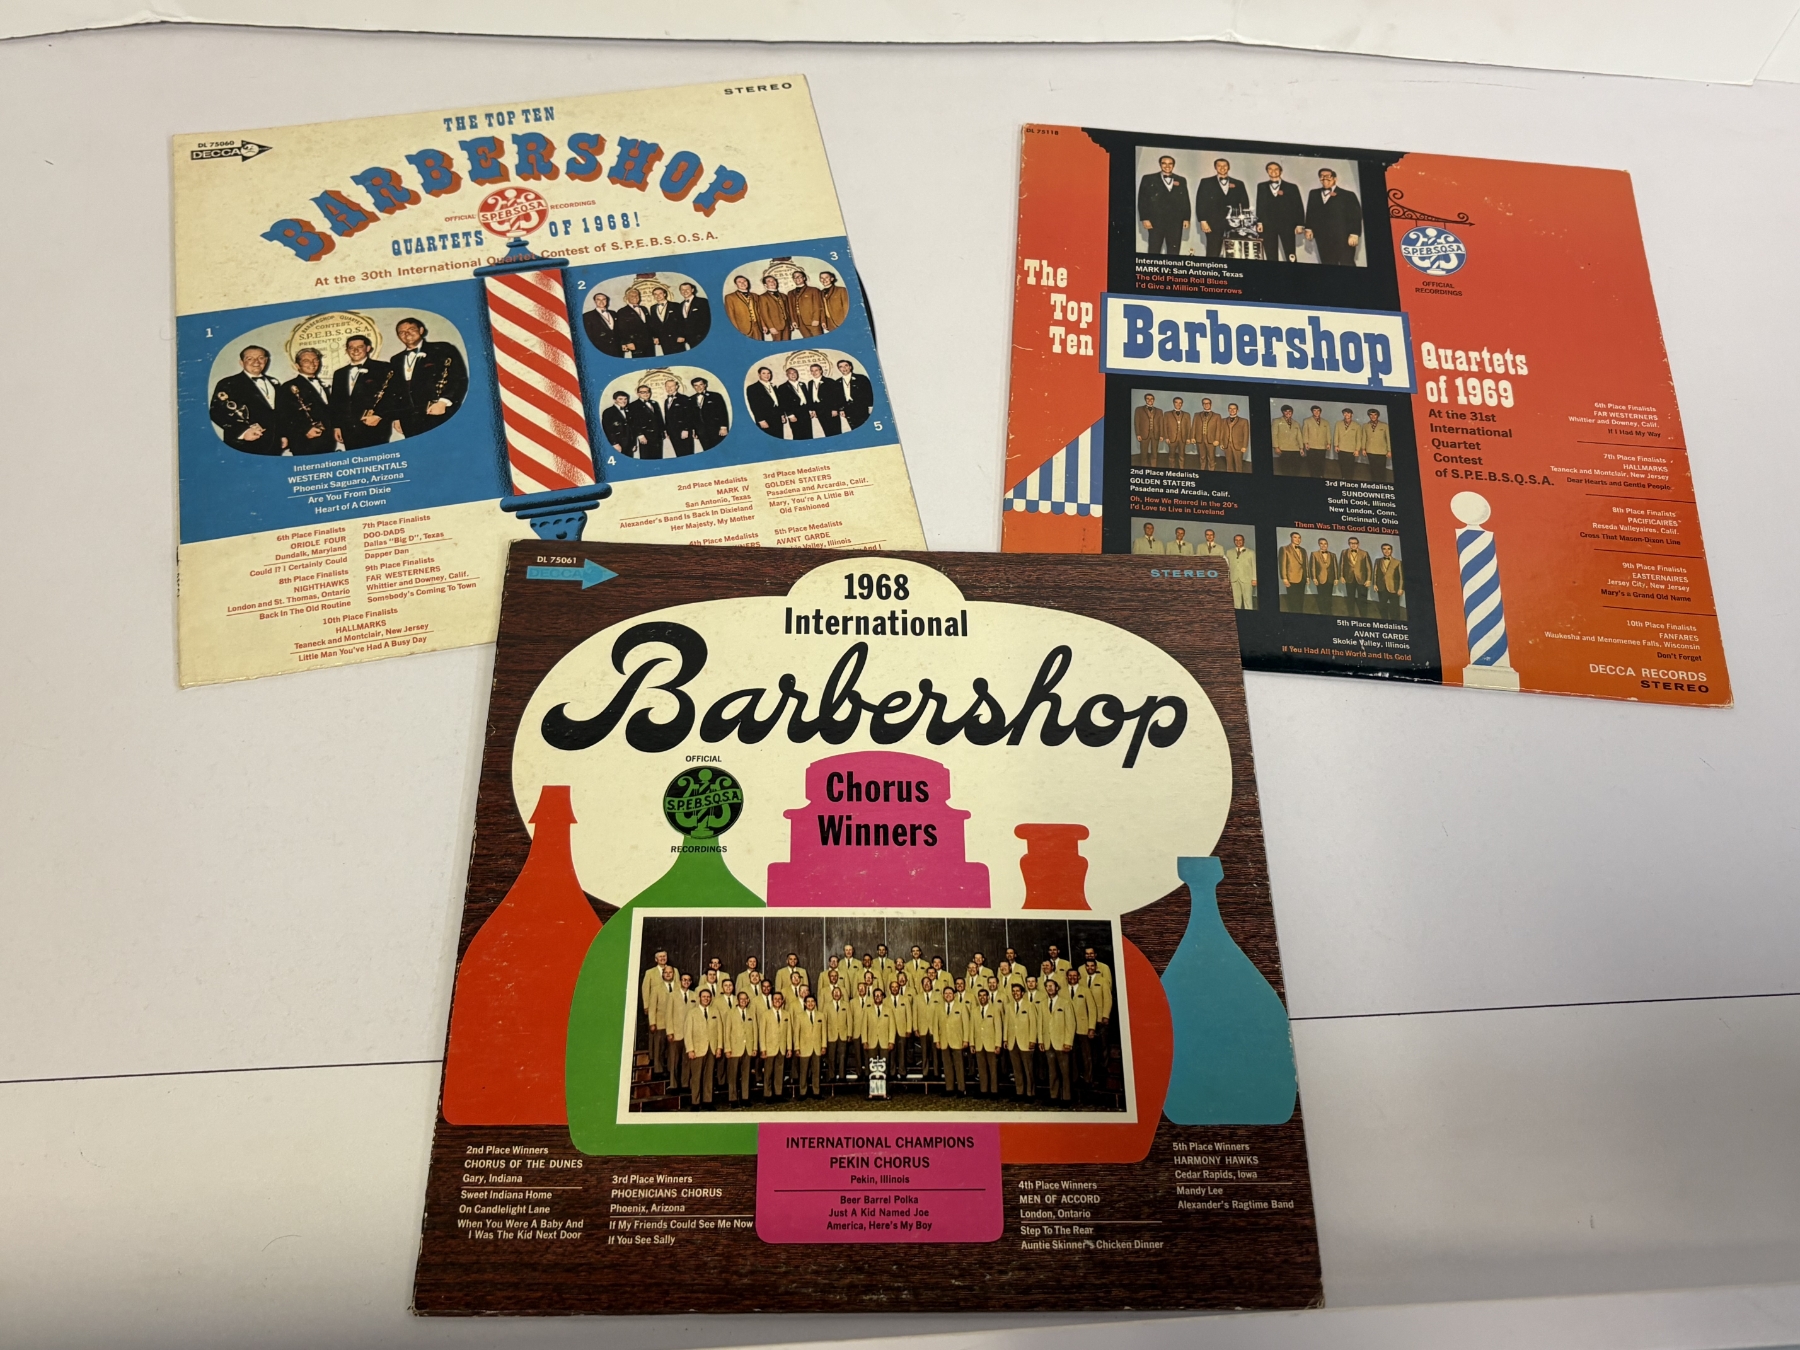 STEREO
THE TOP TEN
DL 75060
DECCA
BARBERSHOP
OFFICIAL S.P.E.B.S.Q.S.A. RECORDINGS
QUARTETS OF 1968!
At the 30th International Quartet Contest of S.P.E.B.S.Q.S.A.
1
2
3
4
5
International Champions
WESTERN CONTINENTALS
Phoenix Saguaro, Arizona
Are You From Dixie
Heart of A Clown
2nd Place Medalists
MARK IV
San Antonio, Texas
Alexander's Band Is Back In Dixieland
Her Majesty, My Mother
3rd Place Medalists
GOLDEN STATERS
Pasadena and Arcardia, Calif.
Mary, You're A Little Bit
Old Fashioned
4th Place Medalists
5th Place Medalists
AVANT GARDE
Valley, Illinois
6th Place Finalists
ORIOLE FOUR
Dundalk, Maryland
Could I? I Certainly Could
7th Place Finalists
DOO-DADS
Dallas "Big D", Texas
Dapper Dan
8th Place Finalists
NIGHTHAWKS
London and St. Thomas, Ontario
Back In The Old Routine
9th Place Finalists
FAR WESTERNERS
Whittier and Downey, Calif.
Somebody's Coming To Town
10th Place Finalists
HALLMARKS
Teaneck and Montclair, New Jersey
Little Man You've Had A Busy Day
DL 75118
International Champions
MARK IV: San Antonio, Texas
The Old Piano Roll Blues
I'd Give a Million Tomorrows
S.P.E.B.S.Q.S.A.
OFFICIAL
RECORDINGS
The
Top
Ten
Barbershop
Quartets
of 1969
At the 31st
International
Quartet
Contest
of S.P.E.B.S.Q.S.A.
2nd Place Medalists
GOLDEN STATERS
Pasadena and Arcadia, Calif.
Oh, How We Roared in the 20's
I'd Love to Live in Loveland
3rd Place Medalists
SUNDOWNERS
South Cook, Illinois
New London, Conn.
Cincinnati, Ohio
Them Was The Good Old Days
5th Place Medalists
AVANT GARDE
Skokie Valley, Illinois
If You Had All the World and Its Gold
6th Place Finalists
FAR WESTERNERS
Whittier and Downey, Calif.
If I Had My Way
7th Place Finalists
HALLMARKS
Teaneck and Montclair, New Jersey
Dear Hearts and Gentle People
8th Place Finalists
PACIFICAIRES
Reseda Valleyaires, Calif.
Cross That Mason-Dixon Line
9th Place Finalists
EASTERNAIRES
Jersey City, New Jersey
Mary's a Grand Old Name
10th Place Finalists
FANFARES
Waukesha and Menomenee Falls, Wisconsin
Don't Forget
DECCA RECORDS
STEREO
DL 75061
DECCA
STEREO
1968
International
Barbershop
OFFICIAL
S.P.E.B.S.Q.S.A.
RECORDINGS
Chorus
Winners
2nd Place Winners
CHORUS OF THE DUNES
Gary, Indiana
Sweet Indiana Home
On Candlelight Lane
When You Were A Baby And
I Was The Kid Next Door
3rd Place Winners
PHOENICIANS CHORUS
Phoenix, Arizona
If My Friends Could See Me Now
If You See Sally
INTERNATIONAL CHAMPIONS
PEKIN CHORUS
Pekin, Illinois
Beer Barrel Polka
Just A Kid Named Joe
America, Here's My Boy
4th Place Winners
MEN OF ACCORD
London, Ontario
Step To The Rear
Auntie Skinner's Chicken Dinner
5th Place Winners
HARMONY HAWKS
Cedar Rapids, Iowa
Mandy Lee
Alexander's Ragtime Band